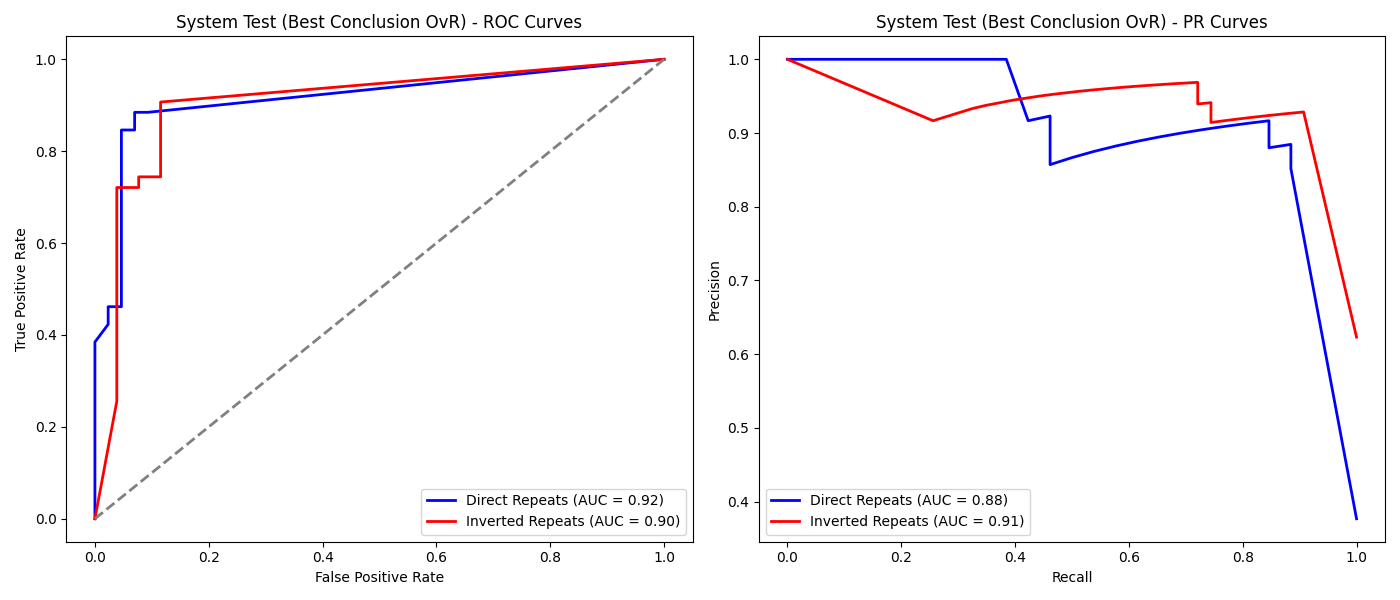 System Test (Best Conclusion OvR) - ROC Curves
True Positive Rate
1.0
0.8
0.6
0.4
0.2
0.0
Direct Repeats (AUC = 0.92)
Inverted Repeats (AUC = 0.90)
0.0 0.2 0.4 0.6 0.8 1.0
False Positive Rate
System Test (Best Conclusion OvR) - PR Curves
Precision
1.0
0.9
0.8
0.7
0.6
0.5
0.4
Direct Repeats (AUC = 0.88)
Inverted Repeats (AUC = 0.91)
0.0 0.2 0.4 0.6 0.8 1.0
Recall